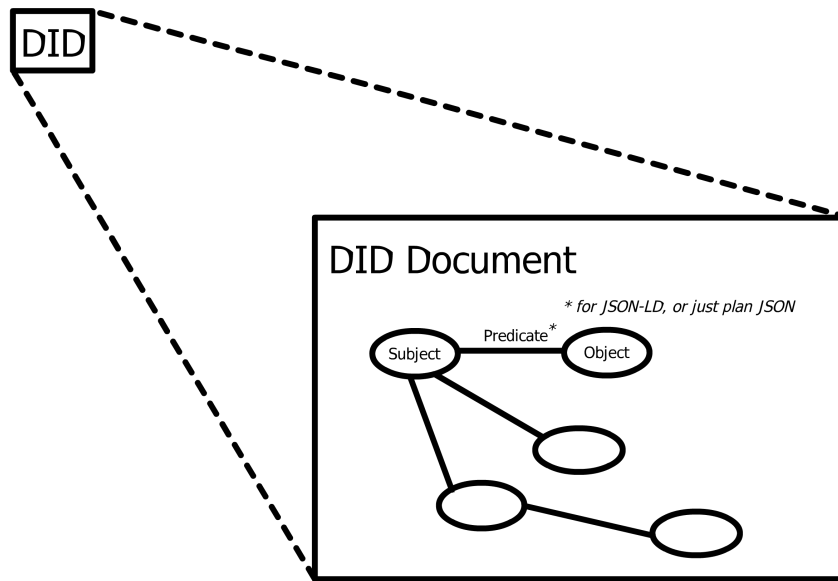 DID
DID Document
* for JSON-LD, or just plan JSON
Predicate*
Subject
Object